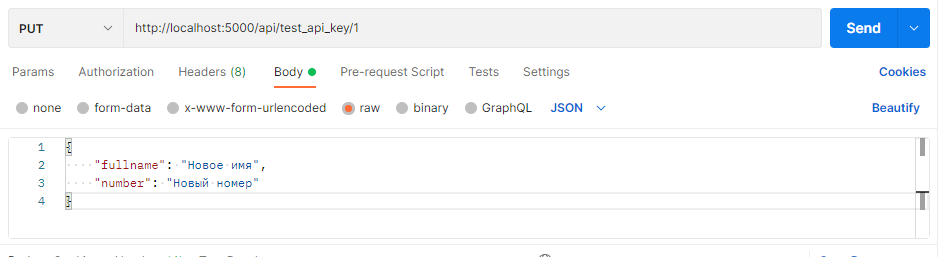 PUT http://localhost:5000/api/test_api_key/1 Send
Params Authorization Headers (8) Body Pre-request Script Tests Settings Cookies
none form-data x-www-form-urlencoded raw binary GraphQL JSON Beautify
1 {
2 "fullname": "Новое имя",
3 "number": "Новый номер"
4 }